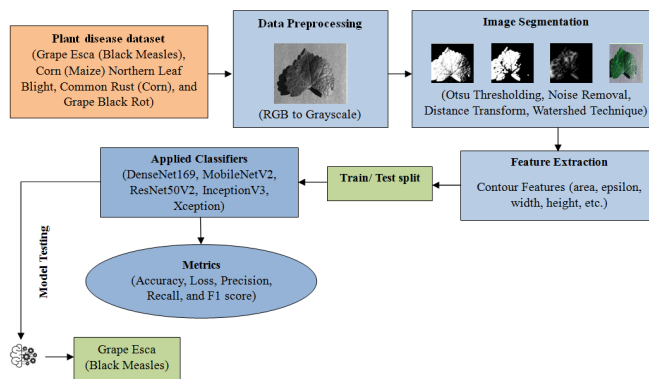 Plant disease dataset
(Grape Esca (Black Measles),
Corn (Maize) Northern Leaf
Blight, Common Rust (Corn), and
Grape Black Rot)
Data Preprocessing
(RGB to Grayscale)
Image Segmentation
(Otsu Thresholding, Noise Removal,
Distance Transform, Watershed Technique)
Feature Extraction
Contour Features (area, epsilon,
width, height, etc.)
Train/ Test split
Applied Classifiers
(DenseNet169, MobileNetV2,
ResNet50V2, InceptionV3,
Xception)
Metrics
(Accuracy, Loss, Precision,
Recall, and F1 score)
Model Testing
Grape Esca
(Black Measles)